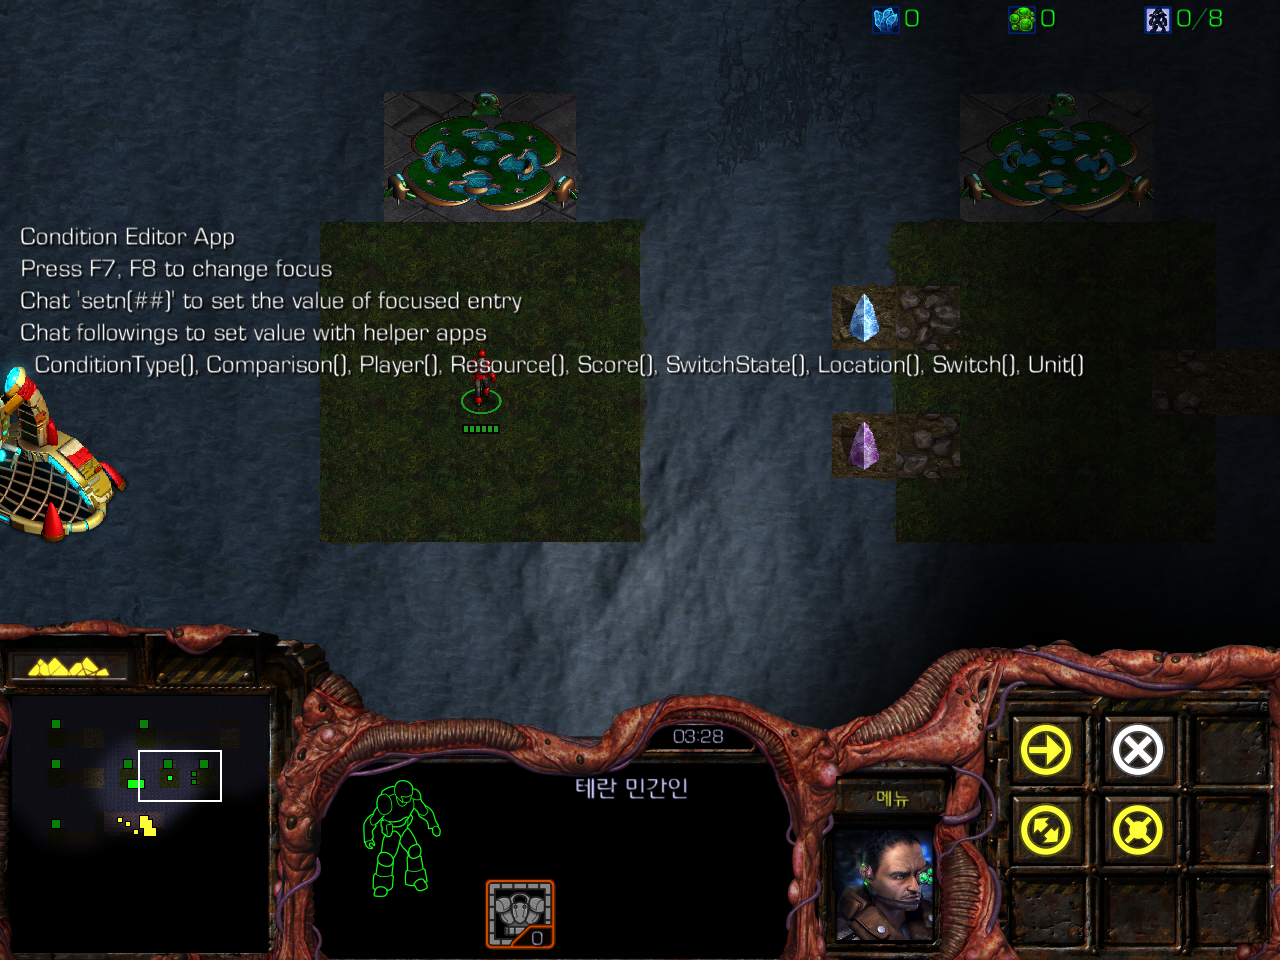 0 0 0/8
Condition Editor App
Press F7, F8 to change focus
Chat 'setn(##)' to set the value of focused entry
Chat followings to set value with helper apps
ConditionType(), Comparison(), Player(), Resource(), Score(), SwitchState(), Location(), Switch(), Unit()
03:28
테란 민간인
메뉴
0